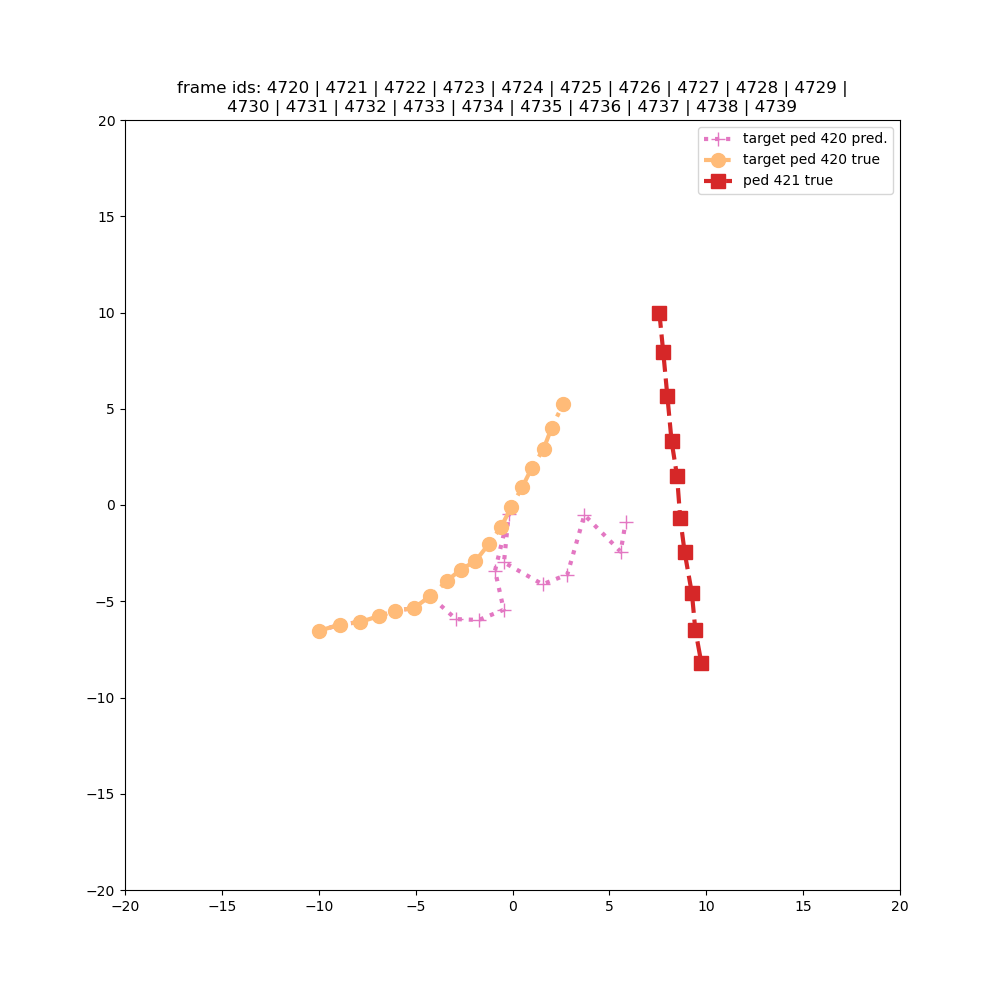 frame ids: 4720 | 4721 | 4722 | 4723 | 4724 | 4725 | 4726 | 4727 | 4728 | 4729 |
4730 | 4731 | 4732 | 4733 | 4734 | 4735 | 4736 | 4737 | 4738 | 4739
target ped 420 pred.
target ped 420 true
ped 421 true
20
15
10
5
0
−5
−10
−15
−20
−20 −15 −10 −5 0 5 10 15 20